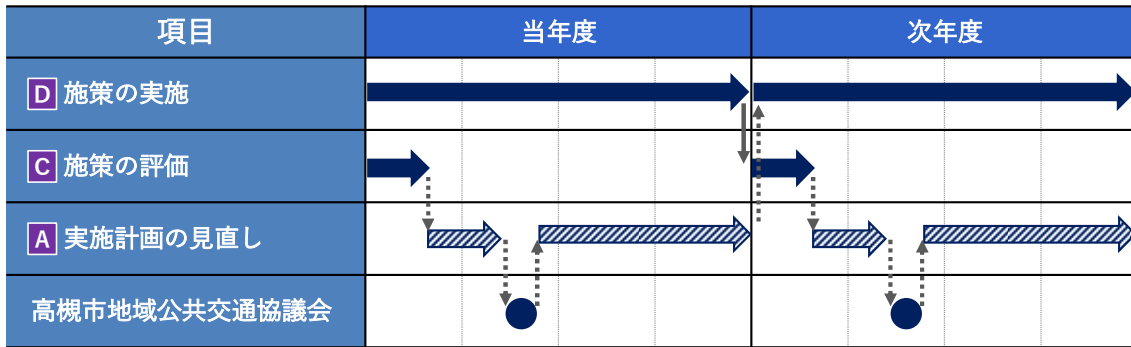 項目 当年度 次年度
D 施策の実施
C 施策の評価
A 実施計画の見直し
高槻市地域公共交通協議会